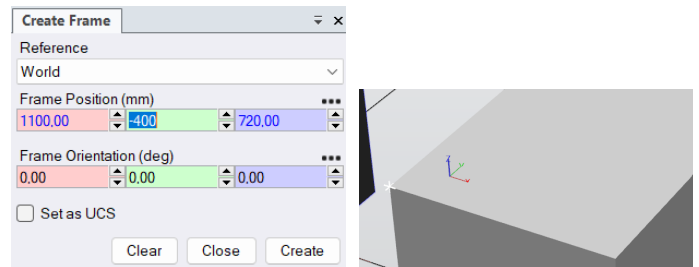 Create Frame
Reference
World
Frame Position (mm)
1100,00 -400 720,00
Frame Orientation (deg)
0,00 0,00 0,00
Set as UCS
Clear Close Create